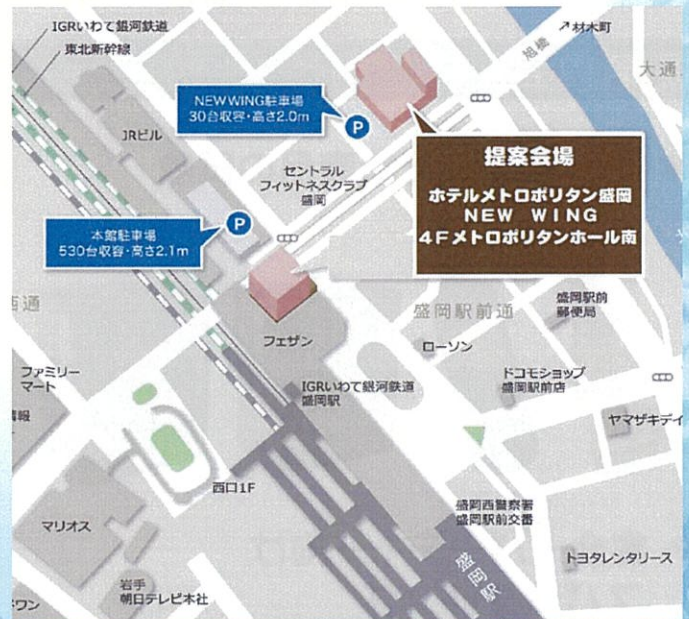 IGRいわて銀河鉄道
東北新幹線
↗材木町
旭橋
大通
NEW WING駐車場
30台収容・高さ2.0m
P
JRビル
セントラル
フィットネスクラブ
盛岡
提案会場
ホテルメトロポリタン盛岡
NEW WING
4Fメトロポリタンホール南
P
本館駐車場
530台収容・高さ2.1m
西通
盛岡駅前通
盛岡駅前
郵便局
フェザン
ローソン
ファミリー
マート
IGRいわて銀河鉄道
盛岡駅
ドコモショップ
盛岡駅前店
情報
ヤマザキデイ
西口1F
盛岡西警察署
盛岡駅前交番
マリオス
盛岡駅
トヨタレンタリース
岩手
朝日テレビ本社
ドワン